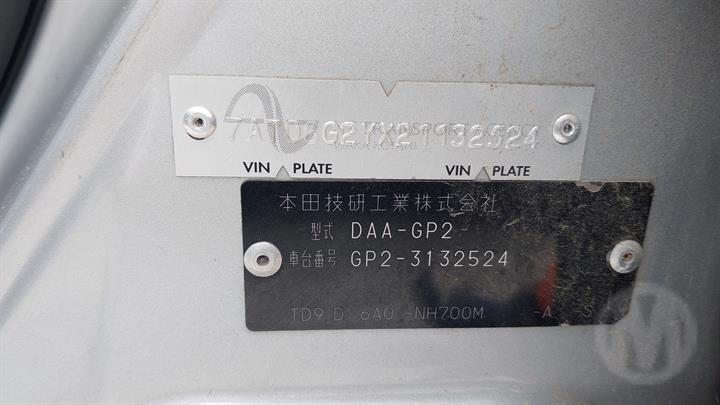 TRANSPORT
VIN PLATE VIN PLATE
本田技研工業株式会社
型式 DAA-GP2
車台番号 GP2-3132524
TD9 D 6A0 -NH700M -A S